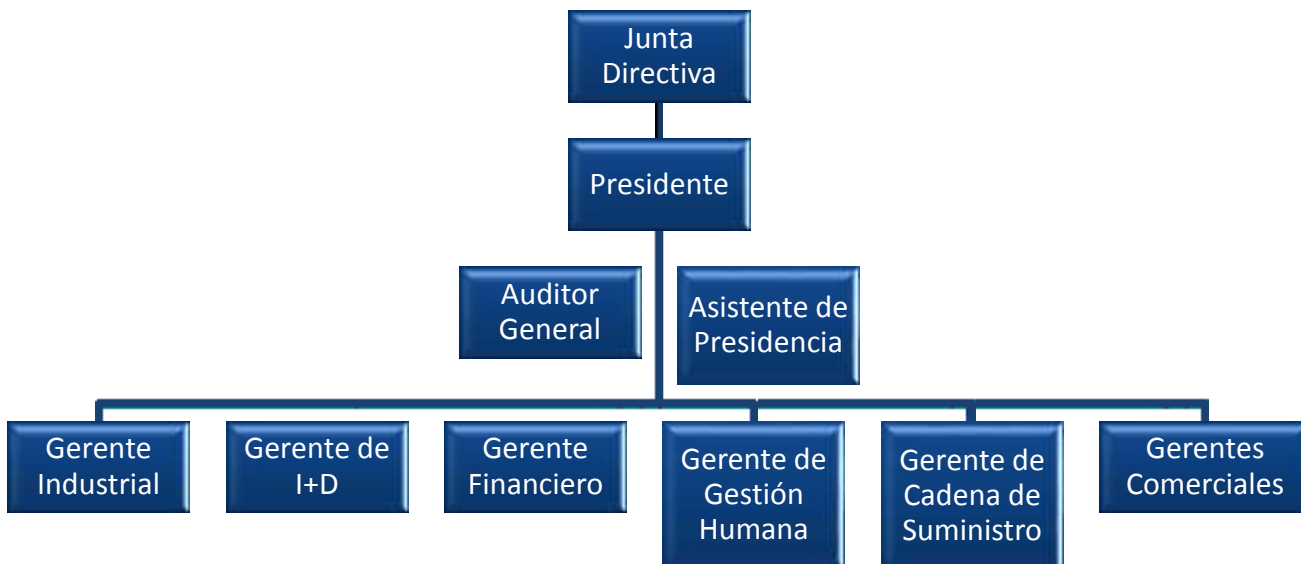 Junta
Directiva
Presidente
Auditor
General
Asistente de
Presidencia
Gerente
Industrial
Gerente de
I+D
Gerente
Financiero
Gerente de
Gestión
Humana
Gerente de
Cadena de
Suministro
Gerentes
Comerciales